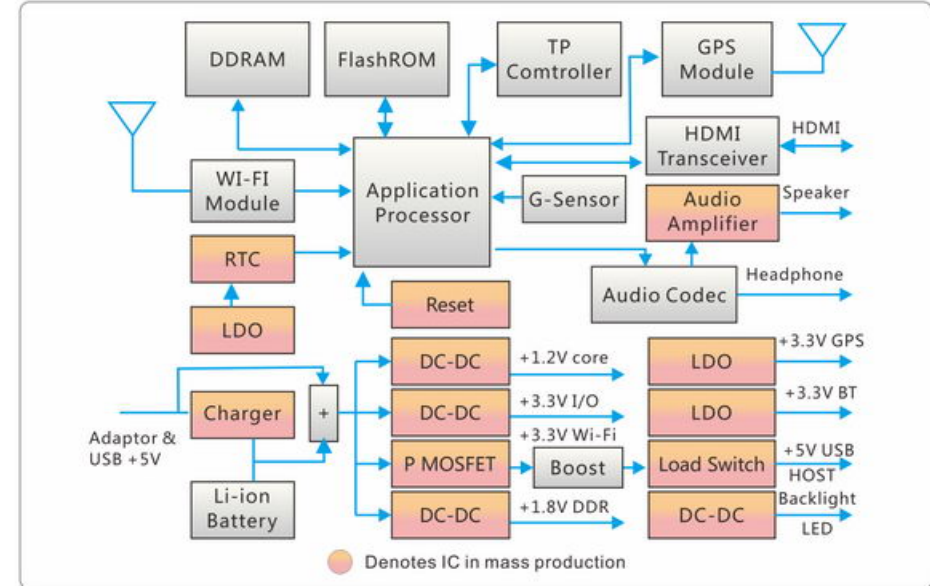 DDRAM
FlashROM
TP
Comtroller
GPS
Module
HDMI
Transceiver
HDMI
WI-FI
Module
Application
Processor
G-Sensor
Audio
Amplifier
Speaker
RTC
Audio Codec
Headphone
Reset
LDO
DC-DC
+1.2V core
LDO
+3.3V GPS
Adaptor &
USB +5V
Charger
+
DC-DC
+3.3V I/O
LDO
+3.3V BT
P MOSFET
+3.3V Wi-Fi
Boost
Load Switch
+5V USB
HOST
Li-ion
Battery
DC-DC
+1.8V DDR
DC-DC
Backlight
LED
Denotes IC in mass production